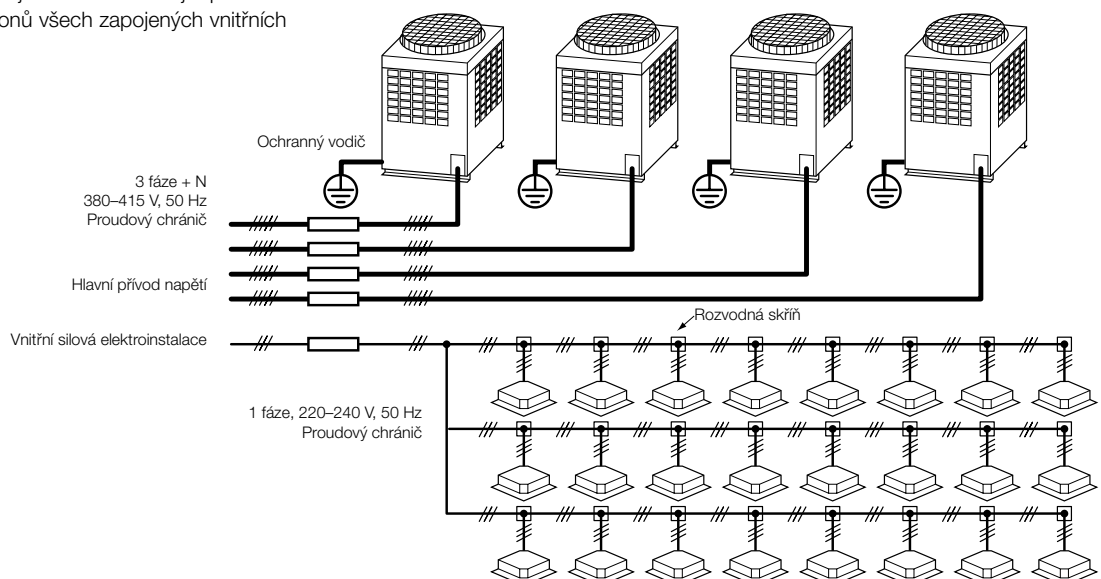 onů všech zapojených vnitřních
Ochranný vodič
3 fáze + N
380–415 V, 50 Hz
Proudový chránič
Hlavní přívod napětí
Rozvodná skříň
Vnitřní silová elektroinstalace
1 fáze, 220–240 V, 50 Hz
Proudový chránič